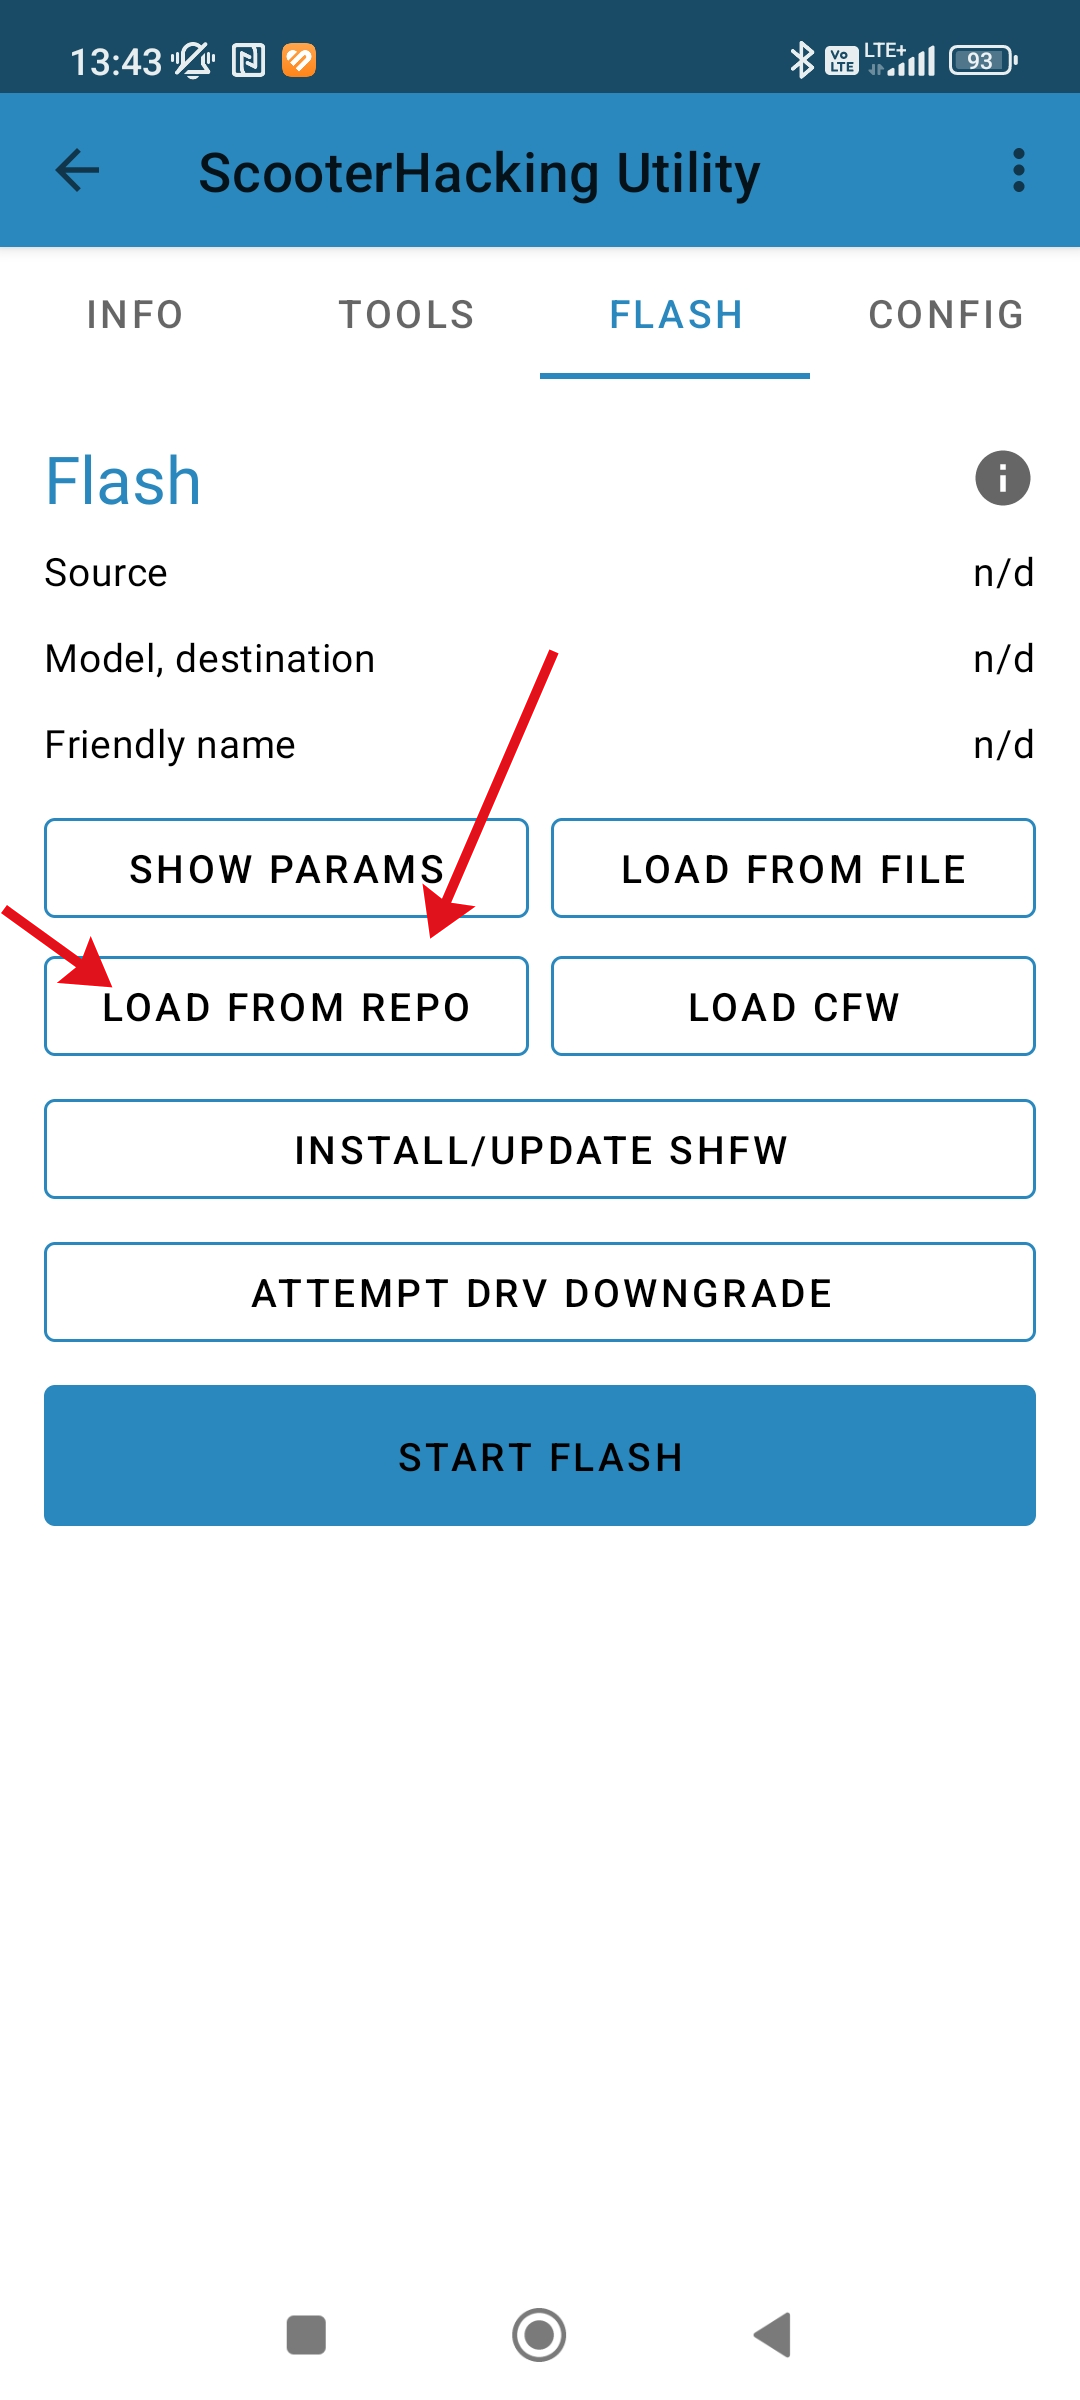 13:43 Vo LTE LTE+ 93
ScooterHacking Utility
INFO TOOLS FLASH CONFIG
Flash
Source n/d
Model, destination n/d
Friendly name n/d
SHOW PARAMS LOAD FROM FILE
LOAD FROM REPO LOAD CFW
INSTALL/UPDATE SHFW
ATTEMPT DRV DOWNGRADE
START FLASH